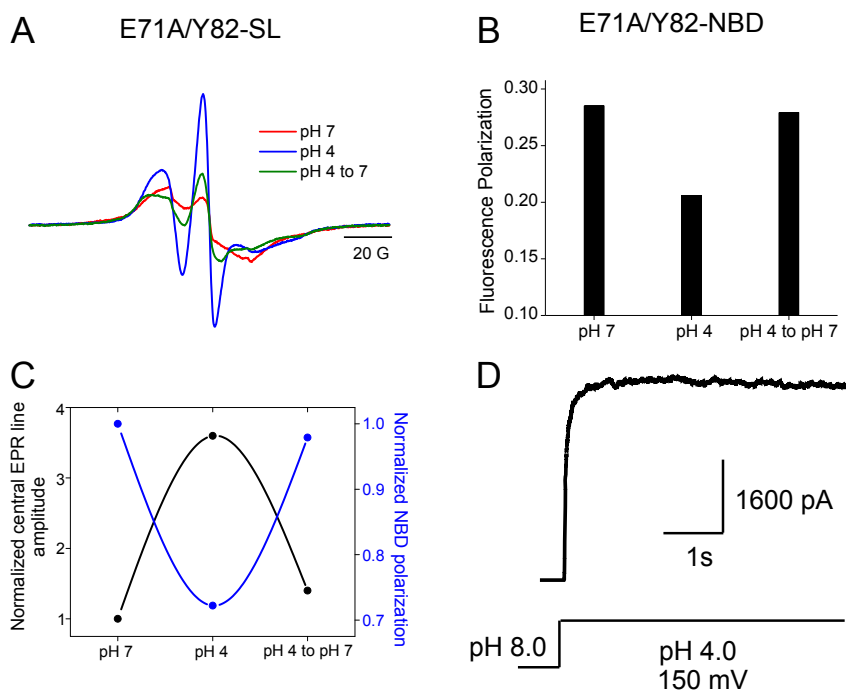 A
E71A/Y82-SL
pH 7
pH 4
pH 4 to 7
20 G
B
E71A/Y82-NBD
Fluorescence Polarization
0.30
0.25
0.20
0.15
0.10
pH 7
pH 4
pH 4 to pH 7
C
Normalized central EPR line
amplitude
4
3
2
1
1.0
0.9
0.8
0.7
Normalized NBD polarization
pH 7
pH 4
pH 4 to pH 7
D
1600 pA
1s
pH 8.0
pH 4.0
150 mV